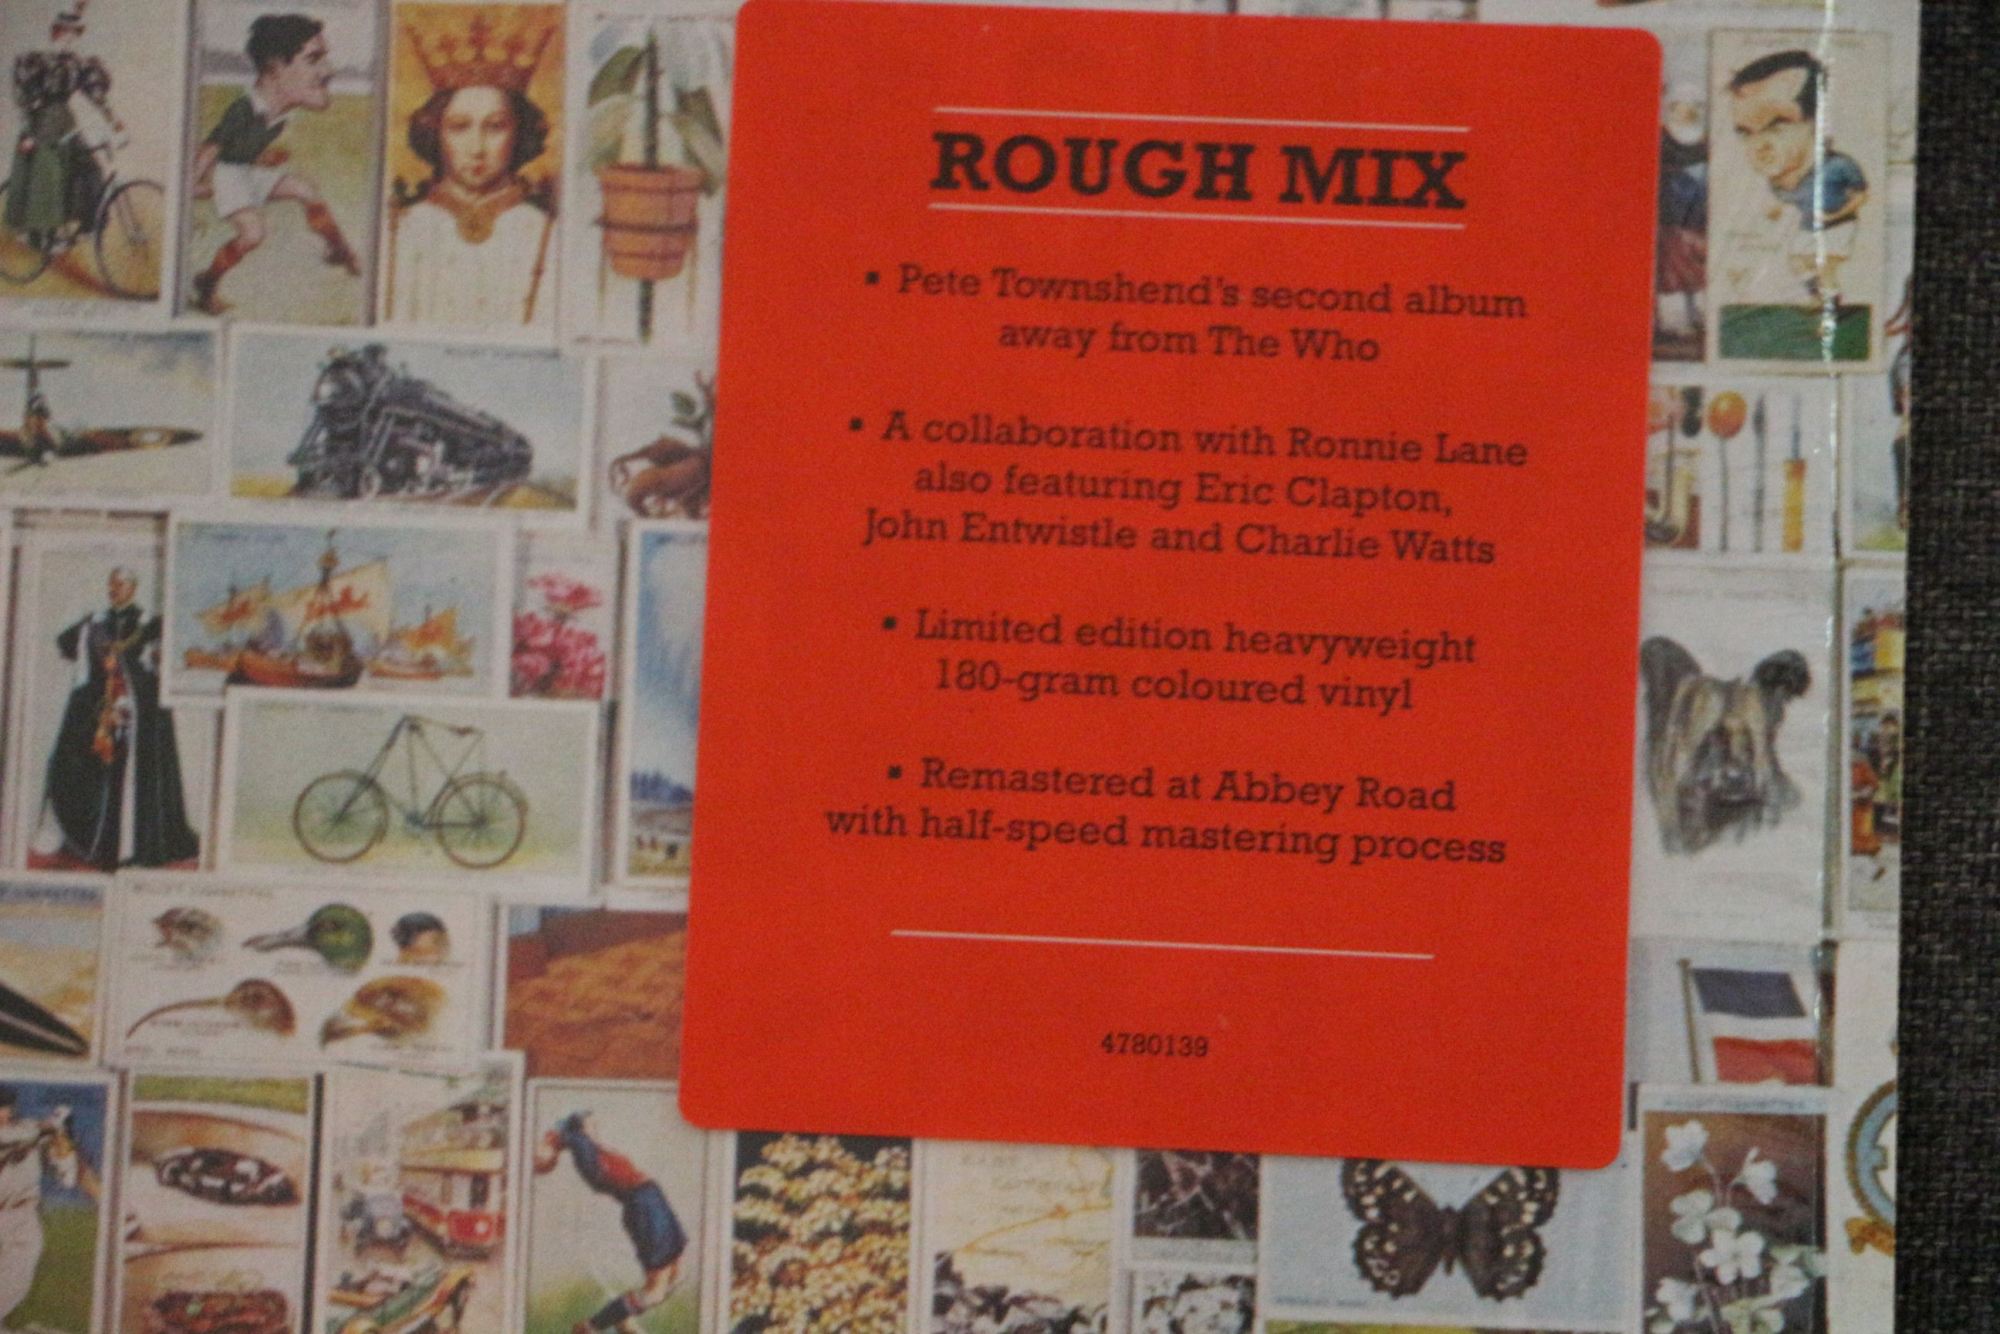 ROUGH MIX
▪ Pete Townshend's second album
away from The Who
▪ A collaboration with Ronnie Lane
also featuring Eric Clapton,
John Entwistle and Charlie Watts
▪ Limited edition heavyweight
180-gram coloured vinyl
▪ Remastered at Abbey Road
with half-speed mastering process
4780139